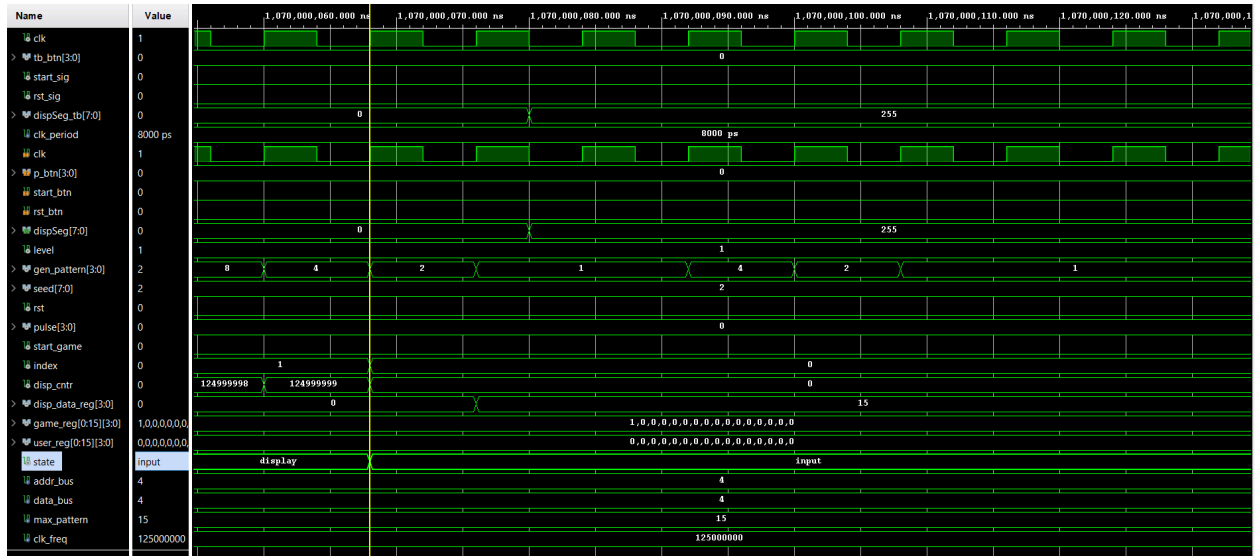 Name Value 1,070,000,060.000 ns 1,070,000,070.000 ns 1,070,000,080.000 ns 1,070,000,090.000 ns 1,070,000,100.000 ns 1,070,000,110.000 ns 1,070,000,120.000 ns 1,070,000,1
clk 1
tb_btn[3:0] 0 0
start_sig 0
rst_sig 0
dispSeg_tb[7:0] 0 0 255
clk_period 8000 ps 8000 ps
clk 1
p_btn[3:0] 0 0
start_btn 0
rst_btn 0
dispSeg[7:0] 0 0 255
level 1 1
gen_pattern[3:0] 2 8 4 2 1 4 2 1
seed[7:0] 2 2
rst 0
pulse[3:0] 0 0
start_game 0
index 0 1 0
disp_cntr 0 124999998 124999999 0
disp_data_reg[3:0] 0 0 15
game_reg[0:15][3:0] 1,0,0,0,0,0,0, 1,0,0,0,0,0,0,0,0,0,0,0,0,0,0,0
user_reg[0:15][3:0] 0,0,0,0,0,0,0, 0,0,0,0,0,0,0,0,0,0,0,0,0,0,0,0
state input display input
addr_bus 4 4
data_bus 4 4
max_pattern 15 15
clk_freq 125000000 125000000